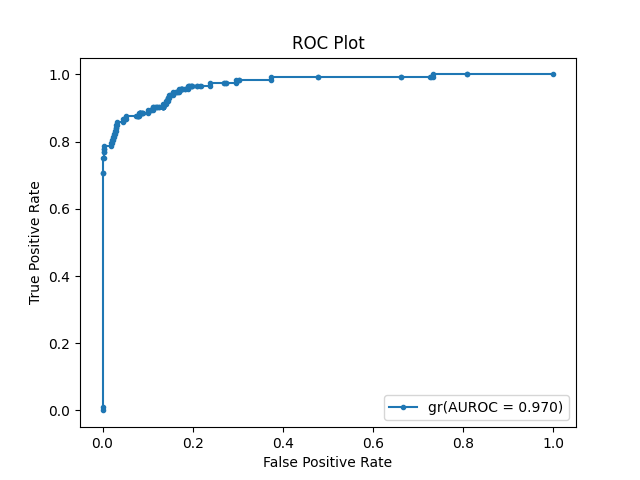 ROC Plot
True Positive Rate
1.0
0.8
0.6
0.4
0.2
0.0
gr(AUROC = 0.970)
0.0 0.2 0.4 0.6 0.8 1.0
False Positive Rate